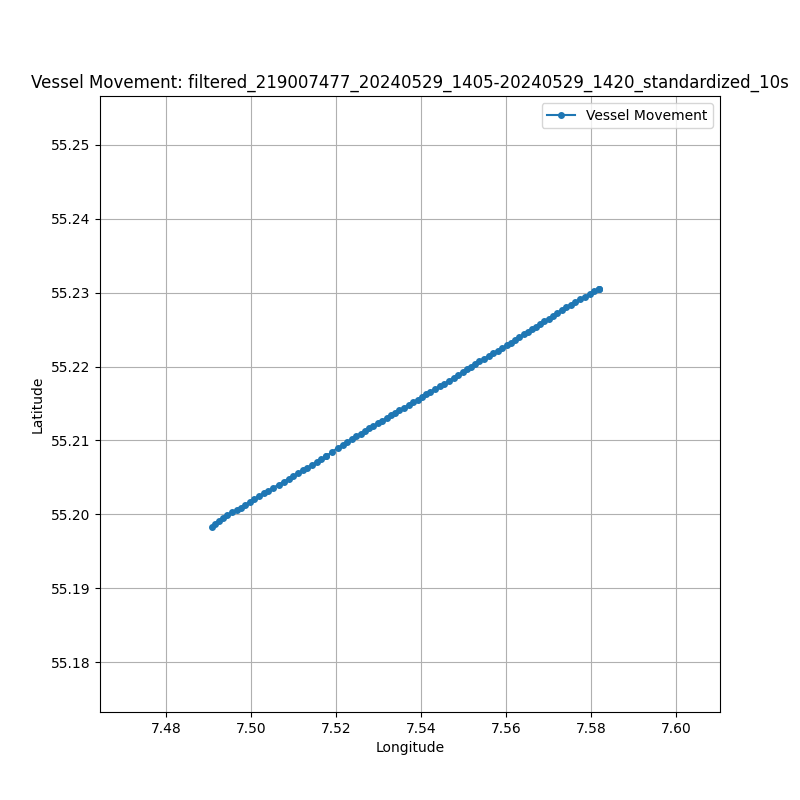 Vessel Movement: filtered_219007477_20240529_1405-20240529_1420_standardized_10s
Vessel Movement
55.25
55.24
55.23
55.22
55.21
55.20
55.19
55.18
Latitude
7.48 7.50 7.52 7.54 7.56 7.58 7.60
Longitude